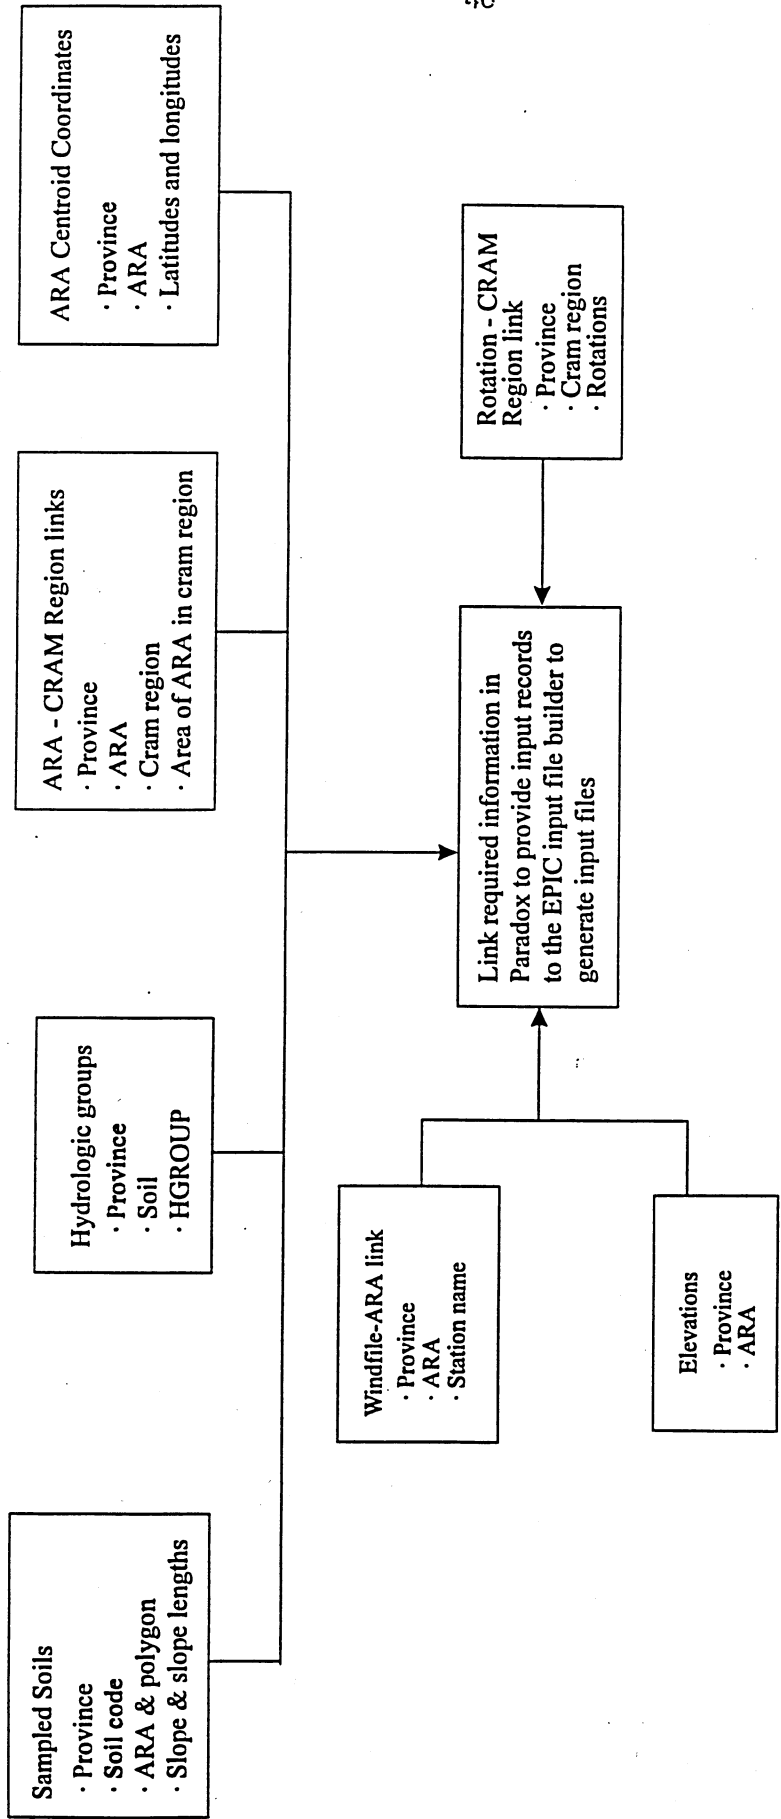 Sampled Soils
· Province
· Soil code
· ARA & polygon
· Slope & slope lengths
Hydrologic groups
· Province
· Soil
· HGROUP
ARA - CRAM Region links
· Province
· ARA
· Cram region
· Area of ARA in cram region
ARA Centroid Coordinates
· Province
· ARA
· Latitudes and longitudes
Windfile-ARA link
· Province
· ARA
· Station name
Elevations
· Province
· ARA
Link required information in
Paradox to provide input records
to the EPIC input file builder to
generate input files
Rotation - CRAM
Region link
· Province
· Cram region
· Rotations